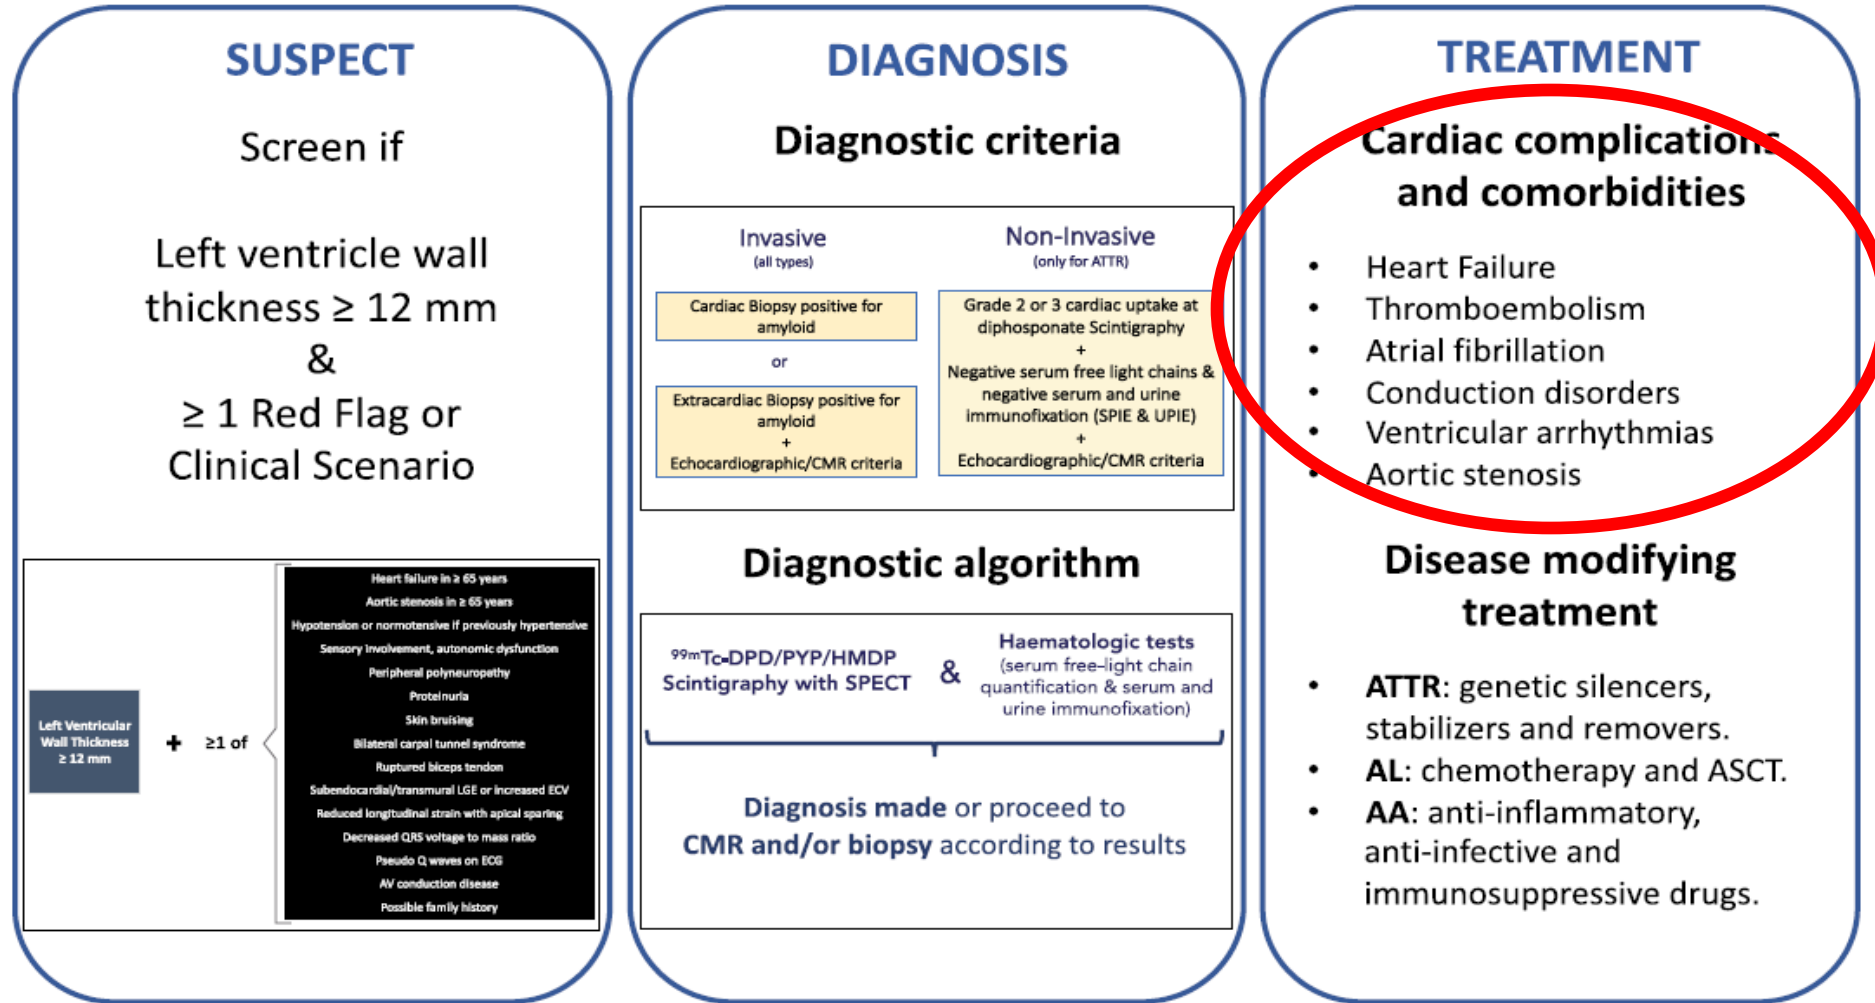 SUSPECT
Screen if
Left ventricle wall
thickness ≥ 12 mm
&
≥ 1 Red Flag or
Clinical Scenario
Left Ventricular
Wall Thickness
≥ 12 mm
+
≥1 of
Heart failure in ≥ 65 years
Aortic stenosis in ≥ 65 years
Hypotension or normotensive if previously hypertensive
Sensory involvement, autonomic dysfunction
Peripheral polyneuropathy
Proteinuria
Skin bruising
Bilateral carpal tunnel syndrome
Ruptured biceps tendon
Subendocardial/transmural LGE or increased ECV
Reduced longitudinal strain with apical sparing
Decreased QRS voltage to mass ratio
Pseudo Q waves on ECG
AV conduction disease
Possible family history
DIAGNOSIS
Diagnostic criteria
Invasive
(all types)
Cardiac Biopsy positive for
amyloid
or
Extracardiac Biopsy positive for
amyloid
+
Echocardiographic/CMR criteria
Non-Invasive
(only for ATTR)
Grade 2 or 3 cardiac uptake at
diphosponate Scintigraphy
+
Negative serum free light chains &
negative serum and urine
immunofixation (SPIE & UPIE)
+
Echocardiographic/CMR criteria
Diagnostic algorithm
99mTc-DPD/PYP/HMDP
Scintigraphy with SPECT
&
Haematologic tests
(serum free-light chain
quantification & serum and
urine immunofixation)
Diagnosis made or proceed to
CMR and/or biopsy according to results
TREATMENT
Cardiac complications
and comorbidities
• Heart Failure
• Thromboembolism
• Atrial fibrillation
• Conduction disorders
• Ventricular arrhythmias
• Aortic stenosis
Disease modifying
treatment
• ATTR: genetic silencers,
stabilizers and removers.
• AL: chemotherapy and ASCT.
• AA: anti-inflammatory,
anti-infective and
immunosuppressive drugs.